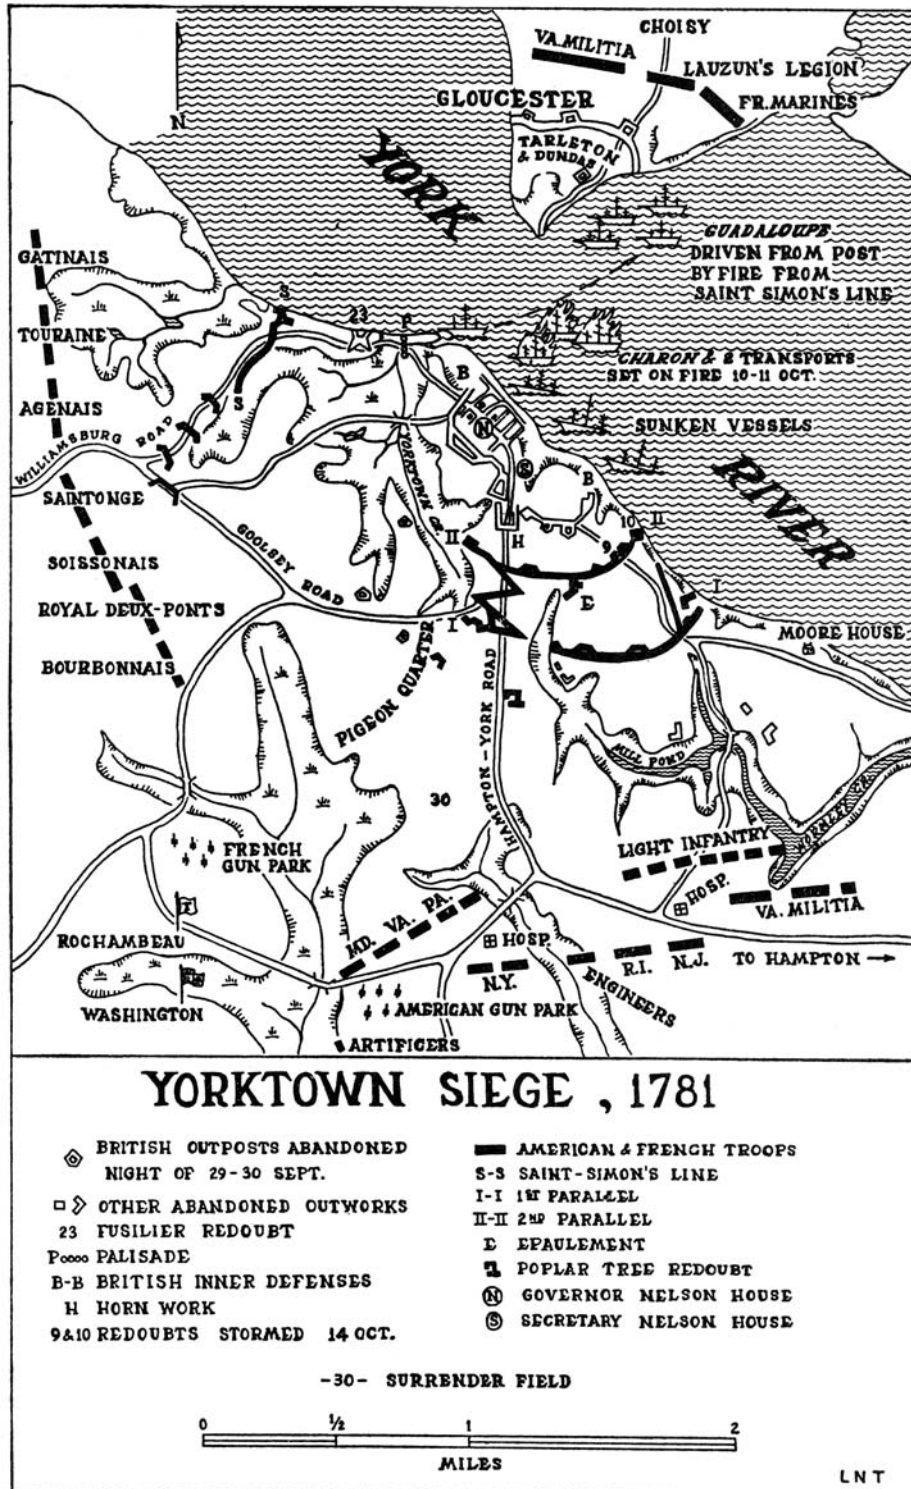 CHOISY
VA. MILITIA
LAUZUN'S LEGION
FR. MARINES
GLOUCESTER
TARLETON
& DUNDAS
N
YORK
GUADALOUPE
DRIVEN FROM POST
BY FIRE FROM
SAINT SIMON'S LINE
GATINAIS
S
23
P
TOURAINE
CHARON & 2 TRANSPORTS
SET ON FIRE 10-11 OCT.
B
S
AGENAIS
N
SUNKEN VESSELS
WILLIAMSBURG ROAD
YORKTOWN CR.
S
B
RIVER
SAINTONGE
GOOLSEY ROAD
II
H
9
10
II
SOISSONAIS
E
I
ROYAL DEUX-PONTS
I
MOORE HOUSE
BOURBONNAIS
PIGEON QUARTER
HAMPTON-YORK ROAD
MILL POND
30
WORMLEY CR.
FRENCH
GUN PARK
LIGHT INFANTRY
HOSP.
VA. MILITIA
ROCHAMBEAU
MD. VA. PA.
HOSP.
N.Y.
ENGINEERS
R.I.
N.J.
TO HAMPTON
WASHINGTON
AMERICAN GUN PARK
ARTIFICERS
YORKTOWN SIEGE, 1781
BRITISH OUTPOSTS ABANDONED
NIGHT OF 29-30 SEPT.
OTHER ABANDONED OUTWORKS
23 FUSILIER REDOUBT
P PALISADE
B-B BRITISH INNER DEFENSES
H HORN WORK
9&10 REDOUBTS STORMED 14 OCT.
AMERICAN & FRENCH TROOPS
S-S SAINT-SIMON'S LINE
I-I 1ST PARALLEL
II-II 2ND PARALLEL
E EPAULEMENT
POPLAR TREE REDOUBT
N GOVERNOR NELSON HOUSE
S SECRETARY NELSON HOUSE
-30- SURRENDER FIELD
0 1/2 1 2
MILES
LNT